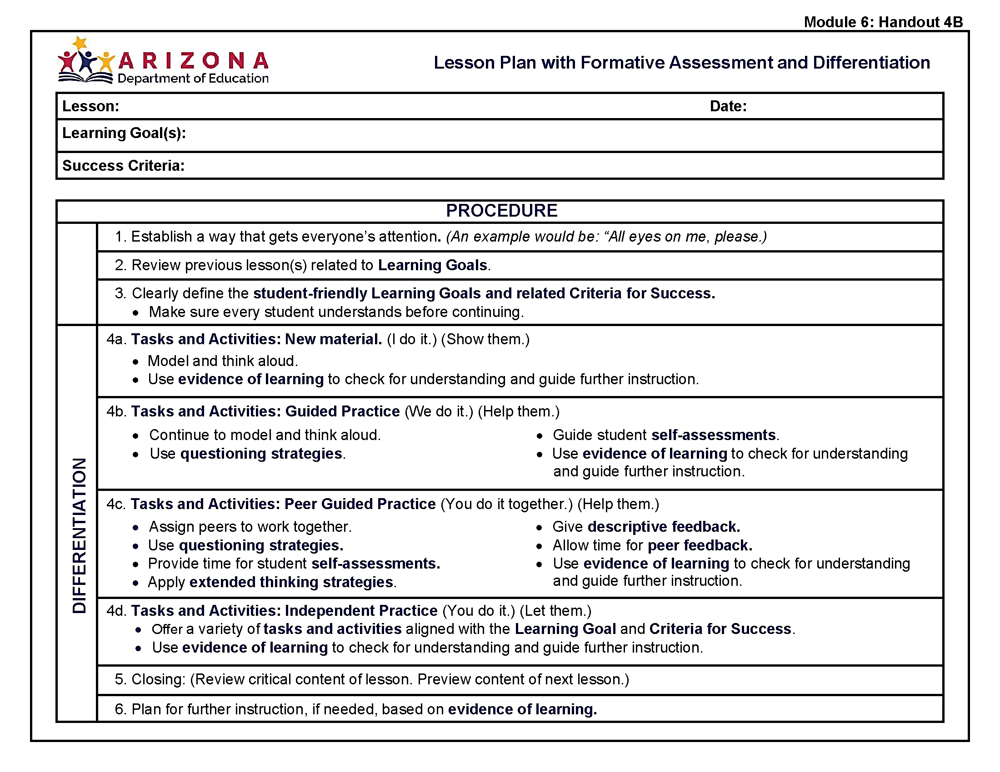 Module 6: Handout 4B
ARIZONA
Department of Education
Lesson Plan with Formative Assessment and Differentiation
Lesson: Date:
Learning Goal(s):
Success Criteria:
PROCEDURE
1. Establish a way that gets everyone’s attention. (An example would be: “All eyes on me, please.)
2. Review previous lesson(s) related to Learning Goals.
3. Clearly define the student-friendly Learning Goals and related Criteria for Success.
• Make sure every student understands before continuing.
DIFFERENTIATION
4a. Tasks and Activities: New material. (I do it.) (Show them.)
• Model and think aloud.
• Use evidence of learning to check for understanding and guide further instruction.
4b. Tasks and Activities: Guided Practice (We do it.) (Help them.)
• Continue to model and think aloud.
• Use questioning strategies.
• Guide student self-assessments.
• Use evidence of learning to check for understanding
and guide further instruction.
4c. Tasks and Activities: Peer Guided Practice (You do it together.) (Help them.)
• Assign peers to work together.
• Use questioning strategies.
• Provide time for student self-assessments.
• Apply extended thinking strategies.
• Give descriptive feedback.
• Allow time for peer feedback.
• Use evidence of learning to check for understanding
and guide further instruction.
4d. Tasks and Activities: Independent Practice (You do it.) (Let them.)
• Offer a variety of tasks and activities aligned with the Learning Goal and Criteria for Success.
• Use evidence of learning to check for understanding and guide further instruction.
5. Closing: (Review critical content of lesson. Preview content of next lesson.)
6. Plan for further instruction, if needed, based on evidence of learning.